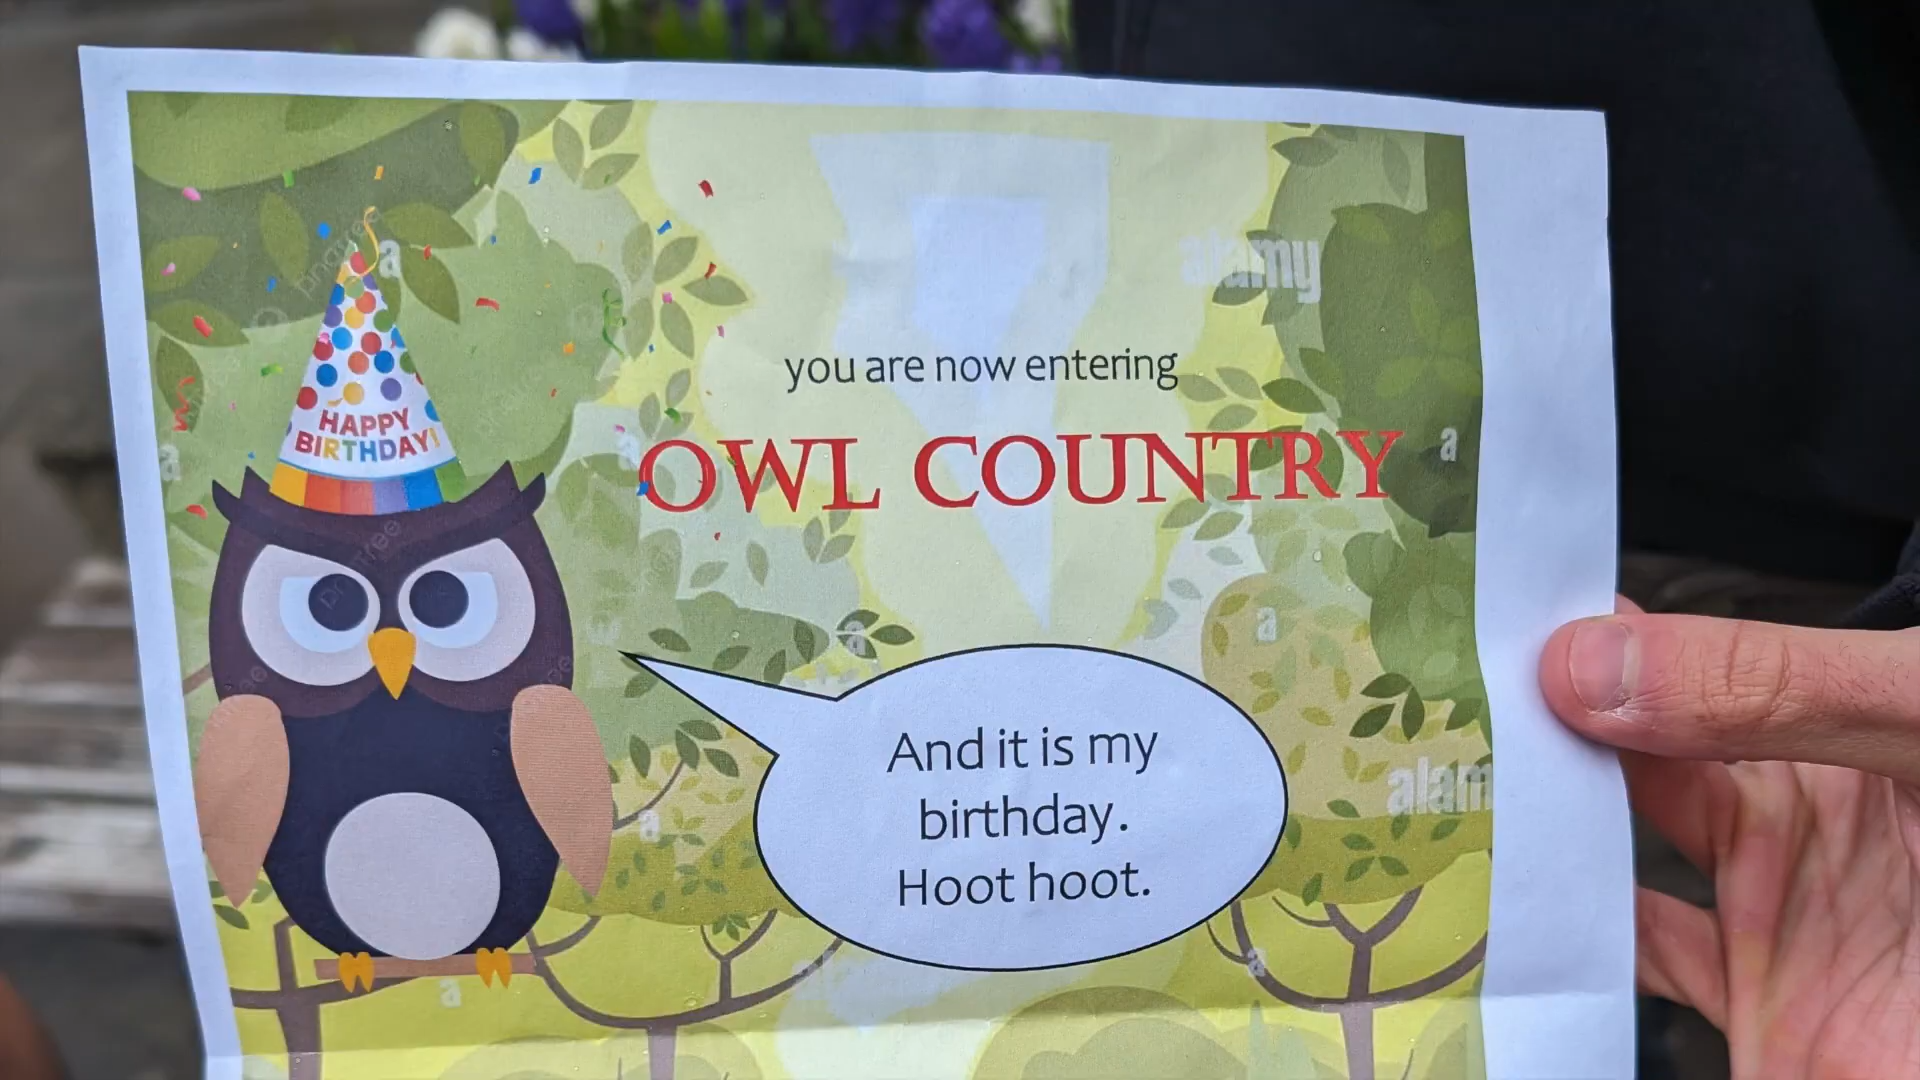 you are now entering
OWL COUNTRY
HAPPY
BIRTHDAY!
And it is my
birthday.
Hoot hoot.
alamy
a
a
a
a
a
alam
a
a
a